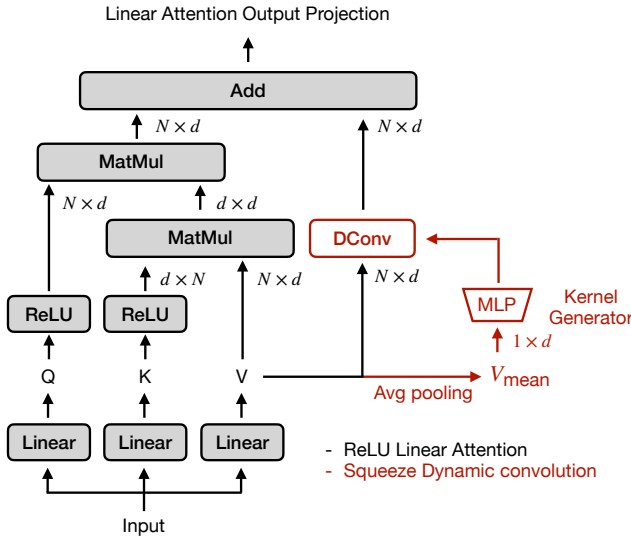 Linear Attention Output Projection
Add
N × d
N × d
MatMul
N × d
d × d
MatMul
DConv
d × N
N × d
N × d
ReLU
ReLU
MLP
Kernel
Generator
1 × d
Q
K
V
Avg pooling
Vmean
Linear
Linear
Linear
- ReLU Linear Attention
- Squeeze Dynamic convolution
Input